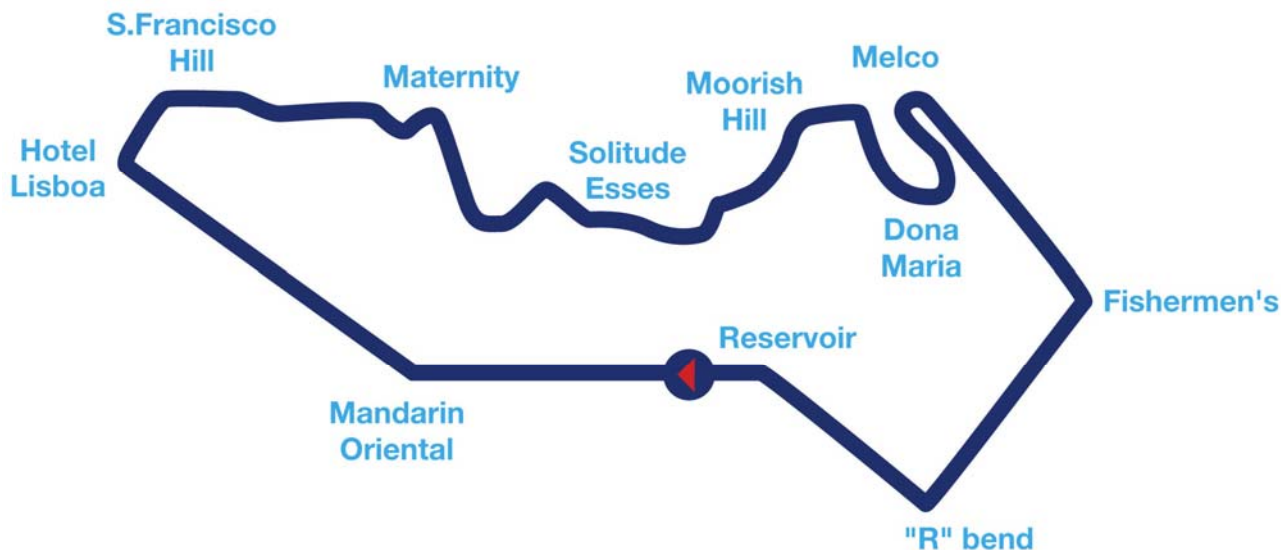 S.Francisco
Hill
Melco
Maternity
Moorish
Hill
Hotel
Lisboa
Solitude
Esses
Dona
Maria
Fishermen's
Reservoir
Mandarin
Oriental
"R" bend